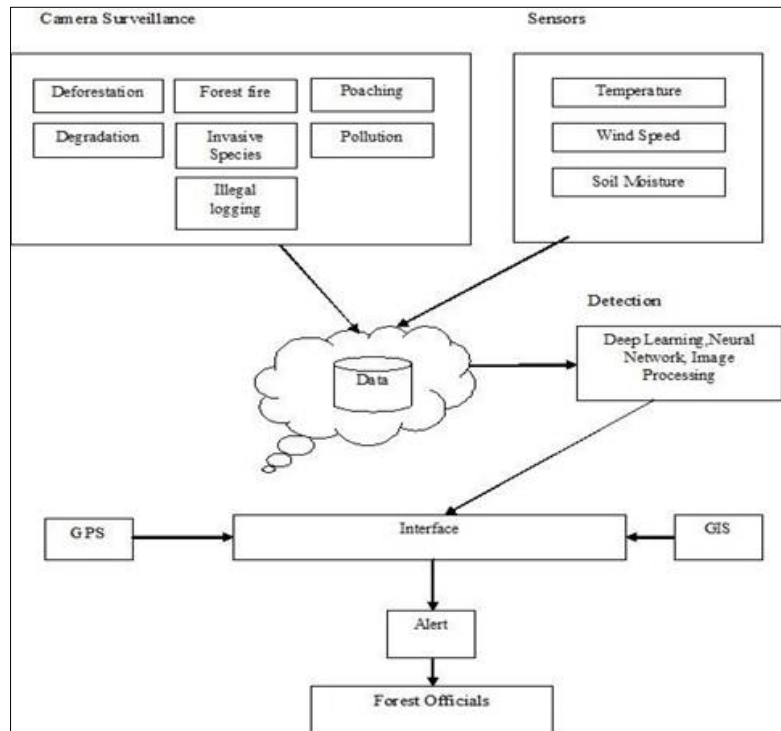 Camera Surveillance
Sensors
Deforestation
Forest fire
Poaching
Degradation
Invasive
Species
Pollution
Illegal
logging
Temperature
Wind Speed
Soil Moisture
Detection
Deep Learning,Neural
Network, Image
Processing
Data
GPS
Interface
GIS
Alert
Forest Officials